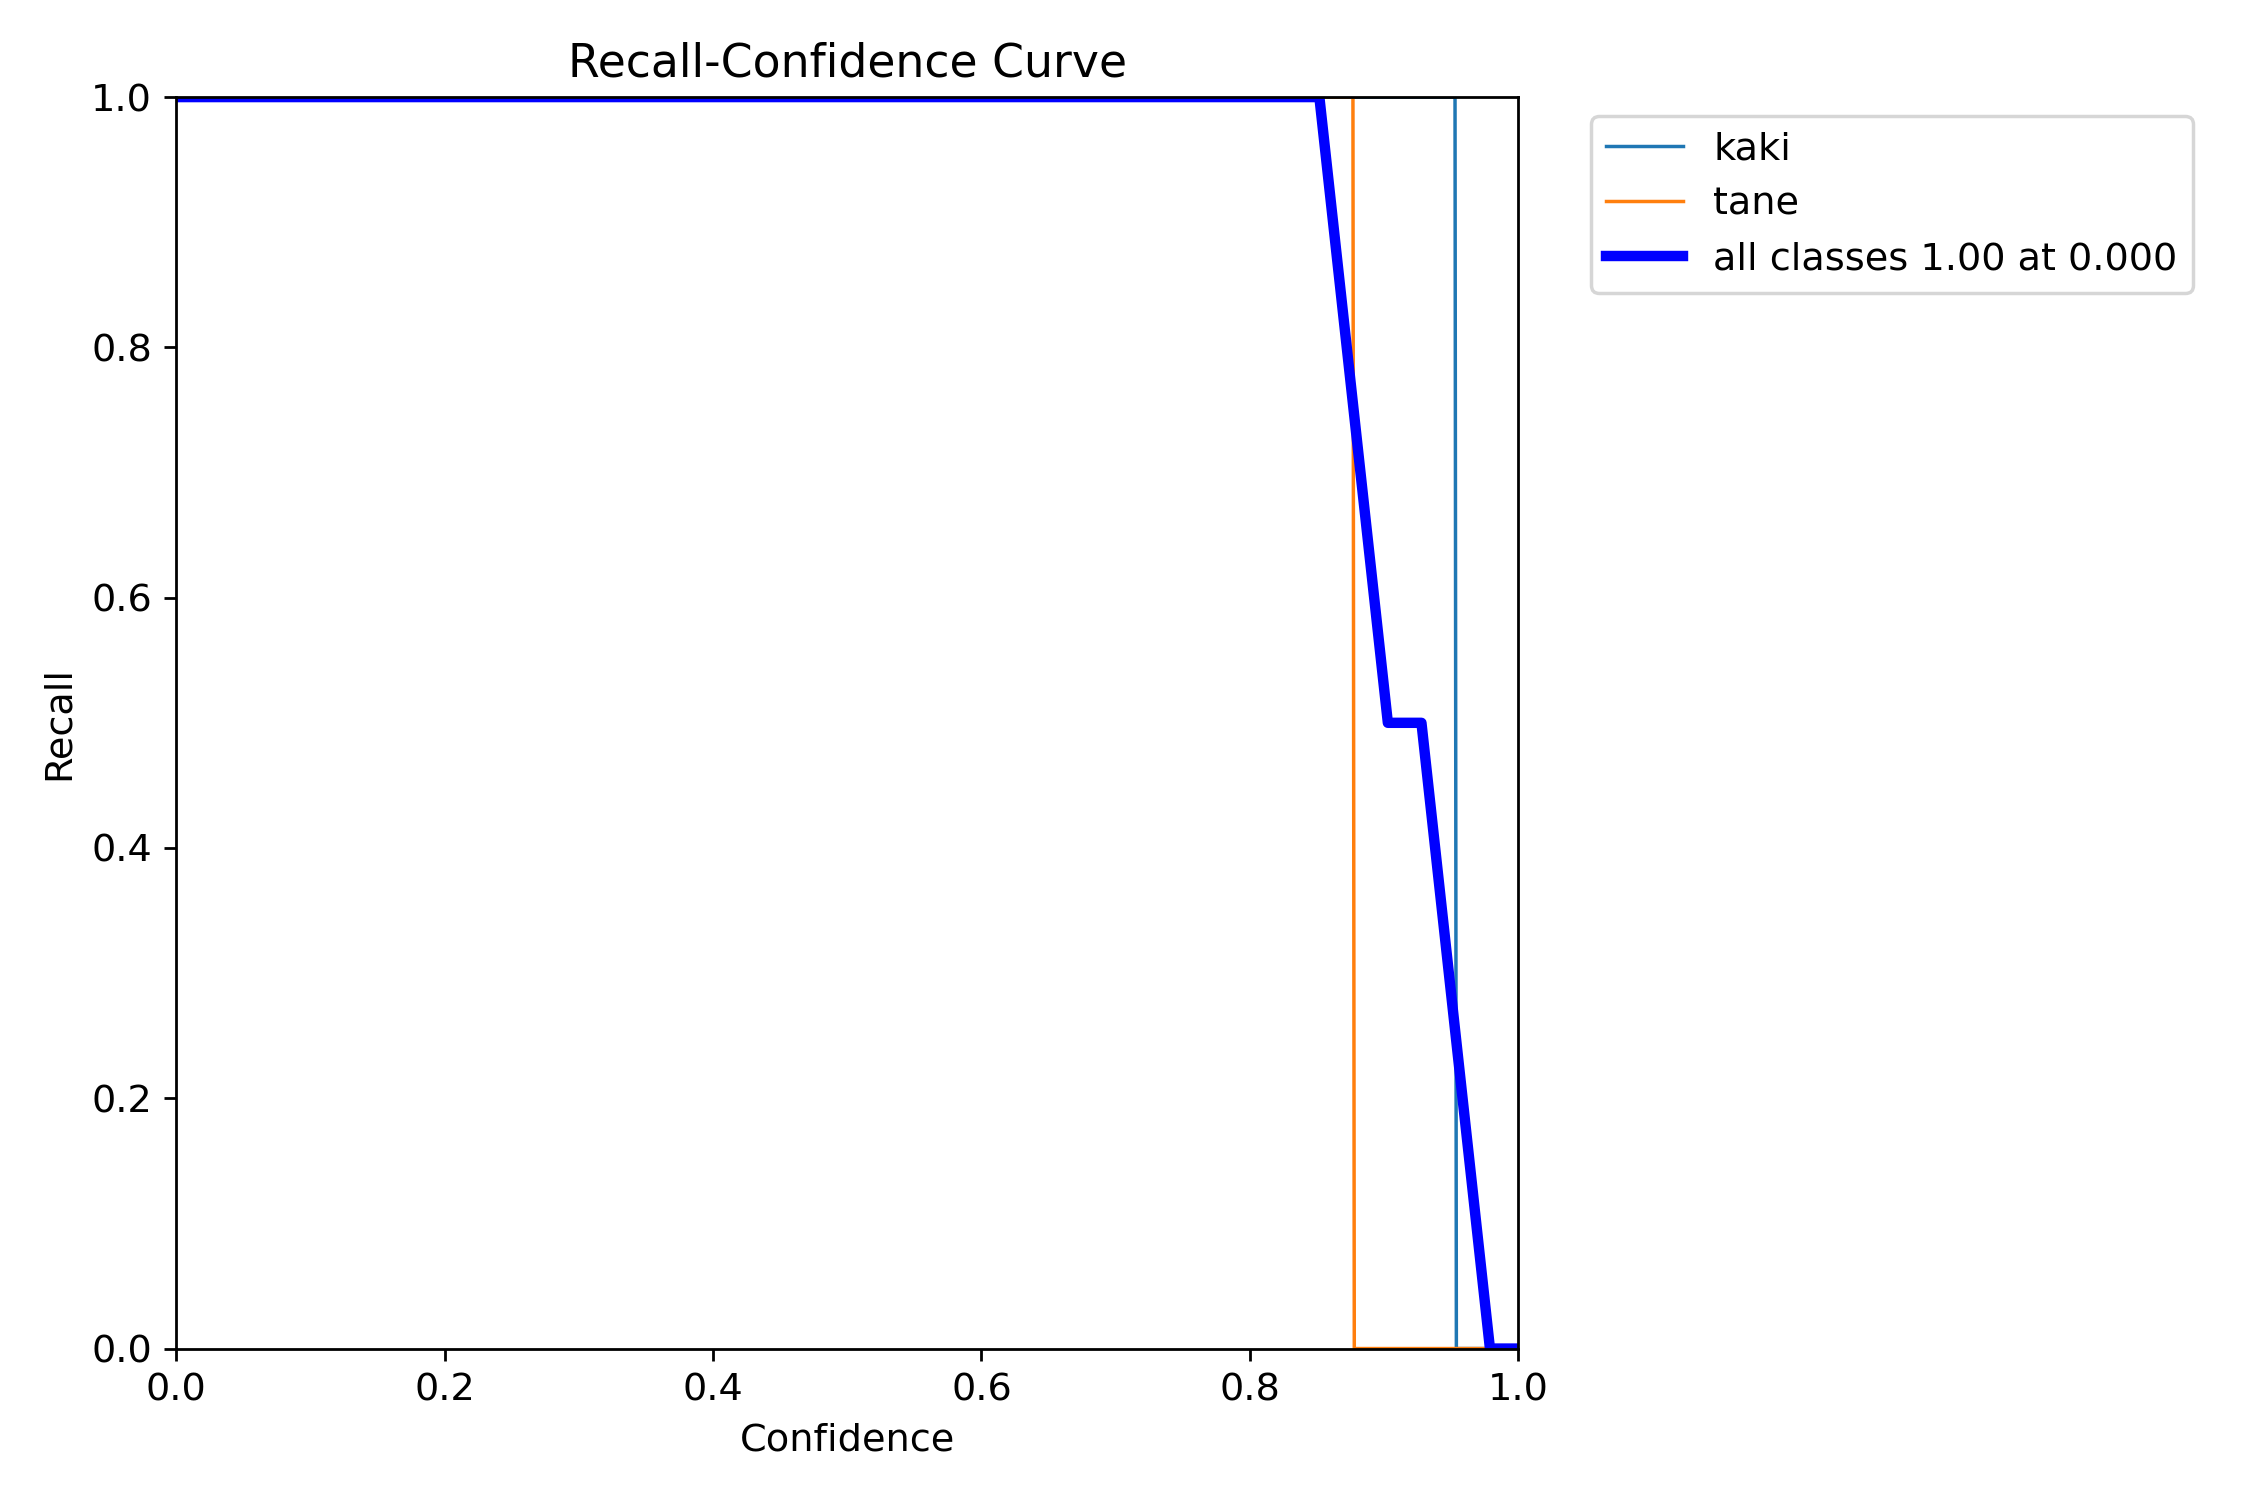 Recall-Confidence Curve
1.0
0.8
0.6
0.4
0.2
0.0
Recall
0.0 0.2 0.4 0.6 0.8 1.0
Confidence
kaki
tane
all classes 1.00 at 0.000